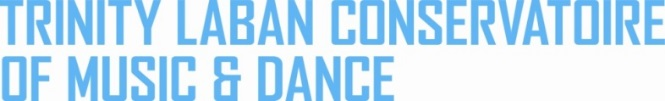 TRINITY LABAN CONSERVATOIRE
OF MUSIC & DANCE